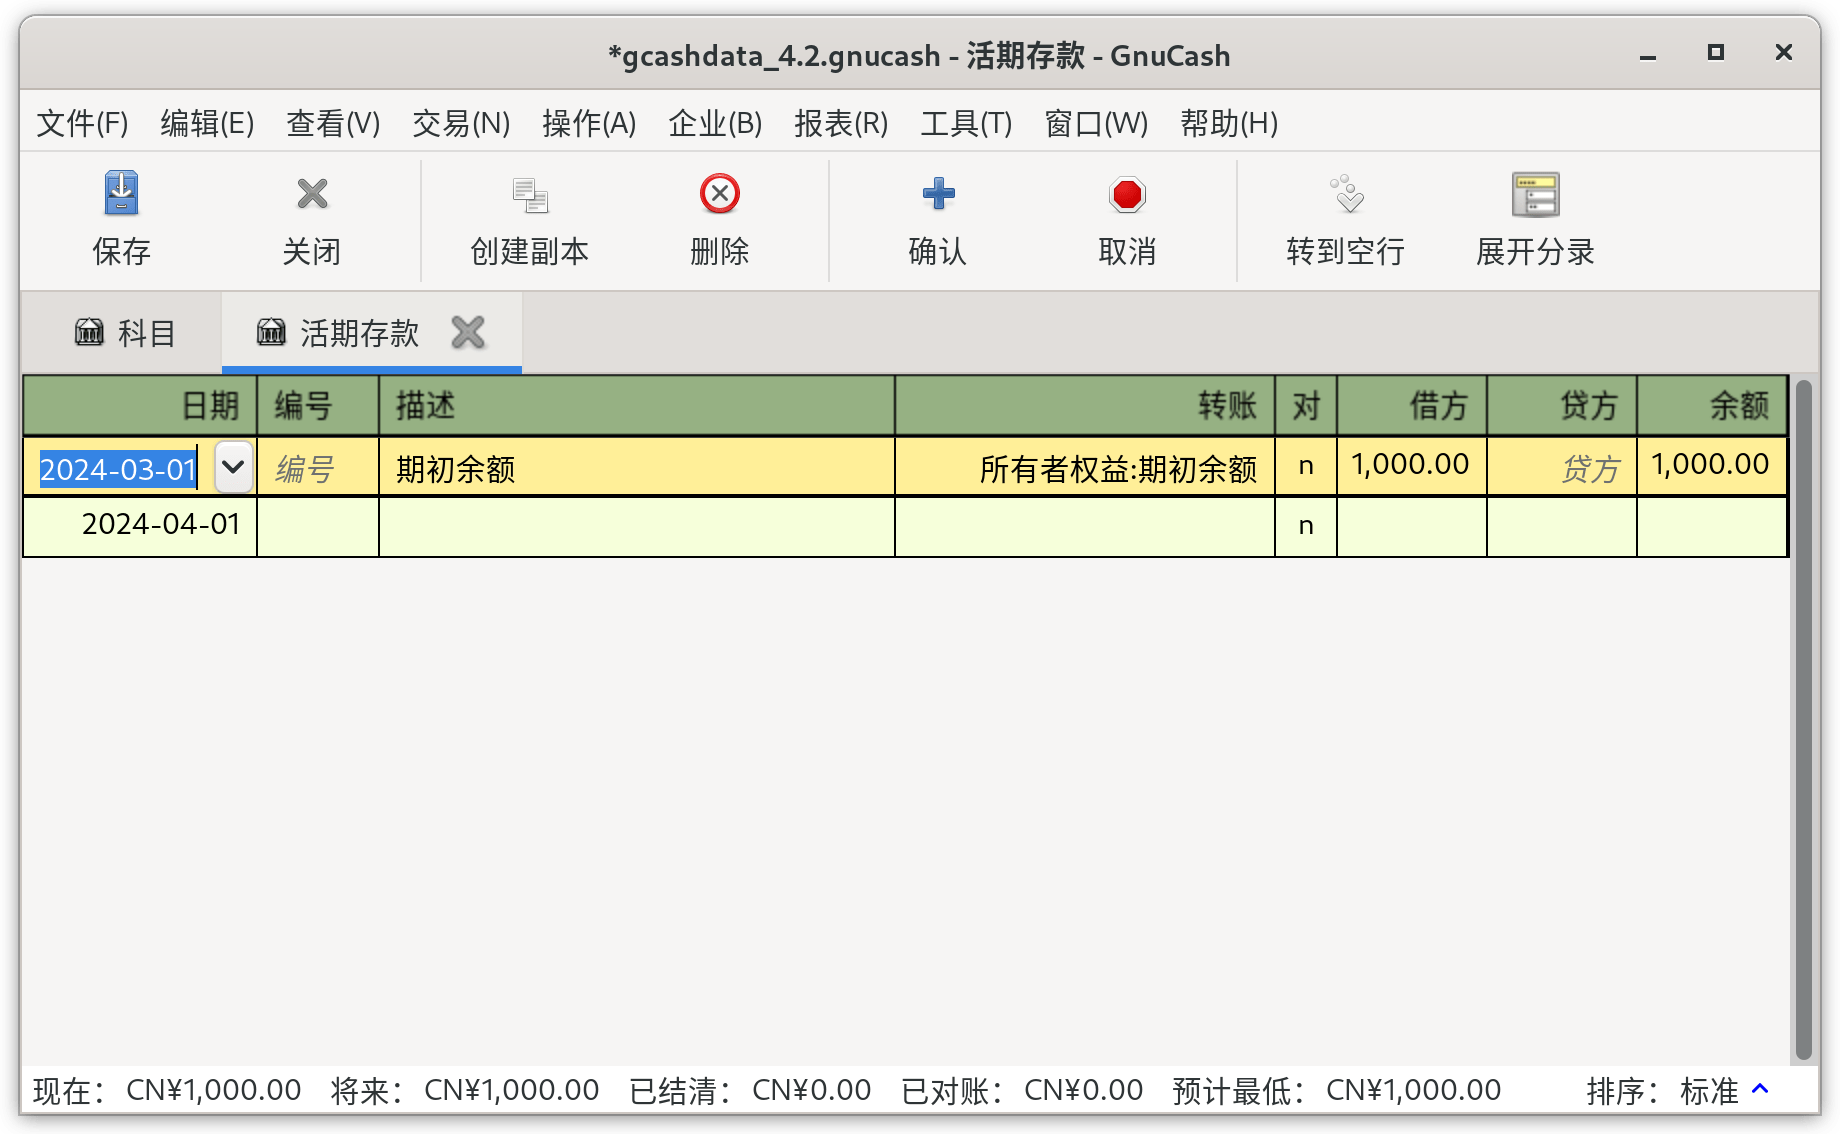 *gcashdata_4.2.gnucash - 活期存款 - GnuCash
文件(F) 编辑(E) 查看(V) 交易(N) 操作(A) 企业(B) 报表(R) 工具(T) 窗口(W) 帮助(H)
保存 关闭 创建副本 删除 确认 取消 转到空行 展开分录
科目 活期存款
日期 编号 描述 转账 对 借方 贷方 余额
2024-03-01 编号 期初余额 所有者权益:期初余额 n 1,000.00 贷方 1,000.00
2024-04-01 n
现在： CN¥1,000.00 将来： CN¥1,000.00 已结清： CN¥0.00 已对账： CN¥0.00 预计最低： CN¥1,000.00 排序： 标准